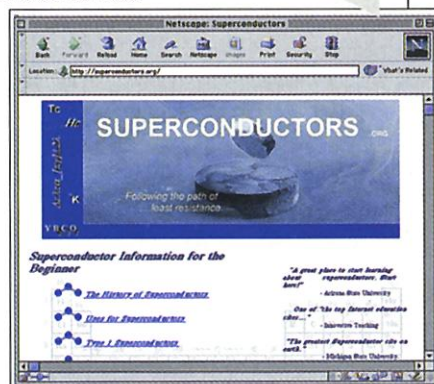 Netscape: Superconductors
Back Forward Reload Home Search Netscape Images Print Security Stop
Location: http://superconductors.org/ What's Related
Tc
Hc
K
YBCO
SUPERCONDUCTORS .ORG
Following the path of
least resistance.
Superconductor Information for the
Beginner
The History of Superconductors
Uses for Superconductors
Type 1 Superconductors
"A great place to start learning
about superconductors. Start
here!"
- Arizona State University
One of "the top Internet education
sites..."
- Innovative Teaching
"The greatest Superconductor site on
earth."
- Michigan State University